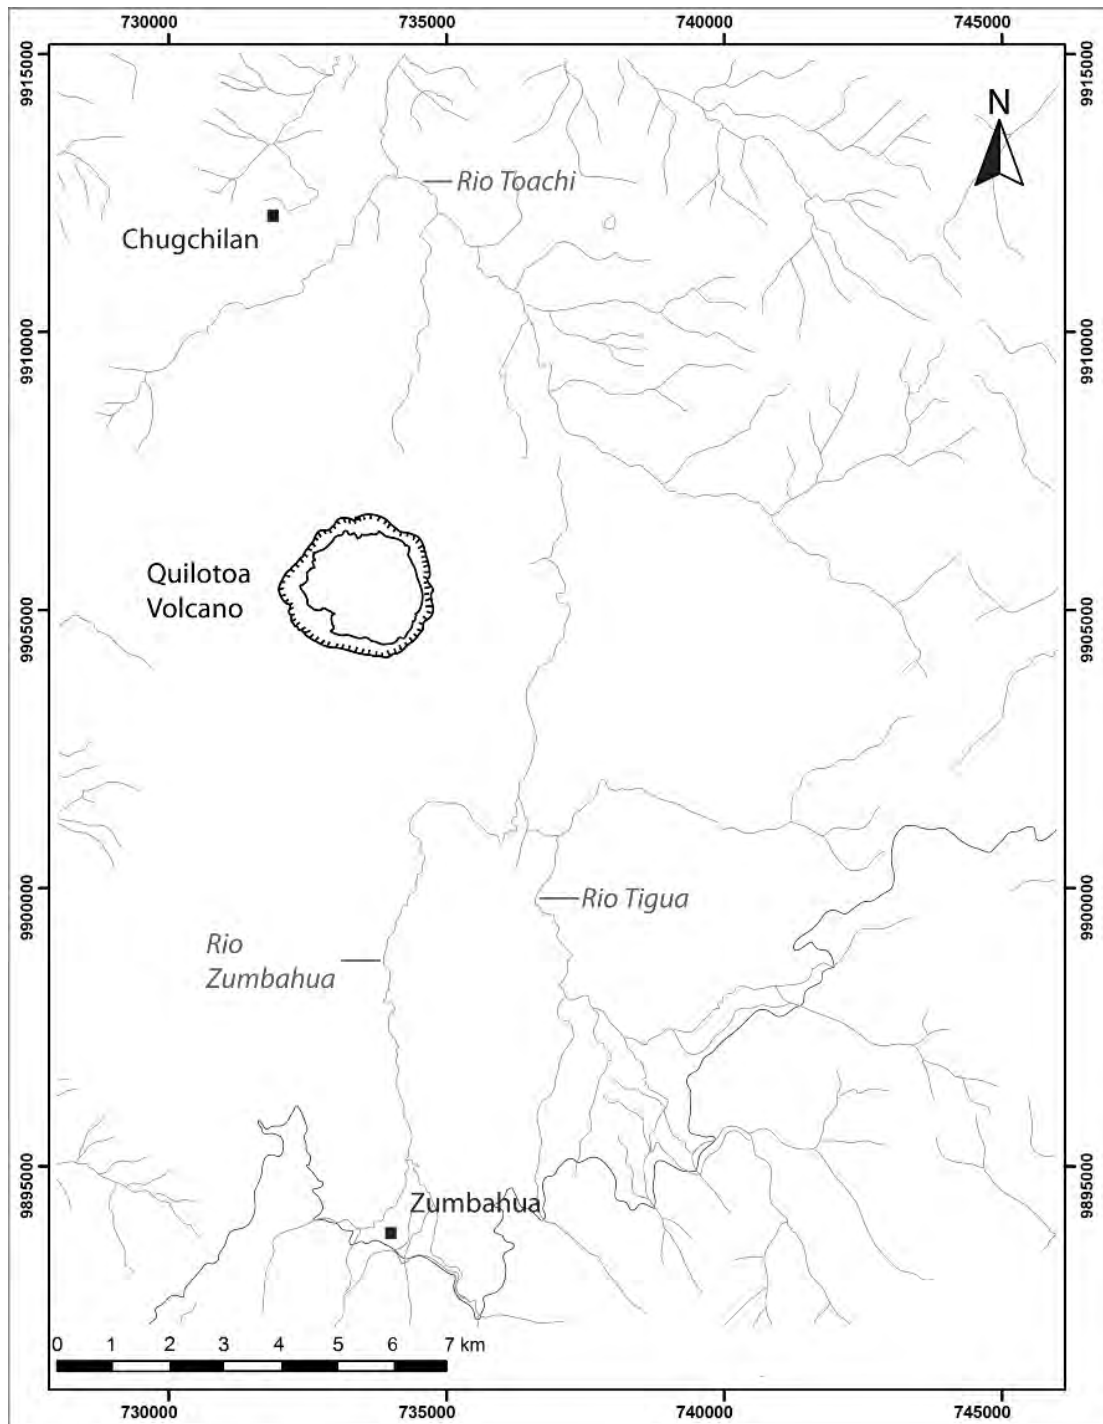 730000 735000 740000 745000
9915000 9915000
N
Rio Toachi
Chugchilan
9910000 9910000
Quilotoa
Volcano
9905000 9905000
9900000 9900000
Rio Tigua
Rio
Zumbahua
9895000 9895000
Zumbahua
0 1 2 3 4 5 6 7 km
730000 735000 740000 745000